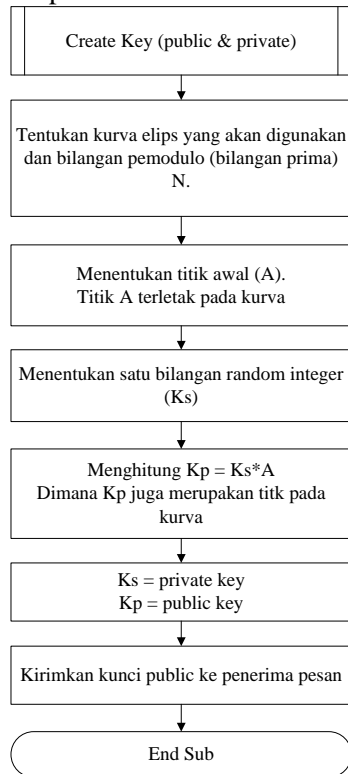 Create Key (public & private)
Tentukan kurva elips yang akan digunakan
dan bilangan pemodulo (bilangan prima)
N.
Menentukan titik awal (A).
Titik A terletak pada kurva
Menentukan satu bilangan random integer
(Ks)
Menghitung Kp = Ks*A
Dimana Kp juga merupakan titk pada
kurva
Ks = private key
Kp = public key
Kirimkan kunci public ke penerima pesan
End Sub